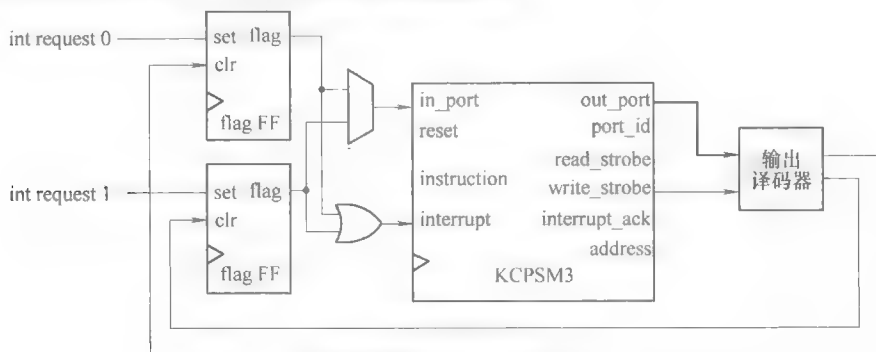 int request 0
set flag
clr
flag FF
int request 1
set flag
clr
flag FF
in_port
reset
instruction
interrupt
out_port
port_id
read_strobe
write_strobe
interrupt_ack
address
KCPSM3
输出
译码器